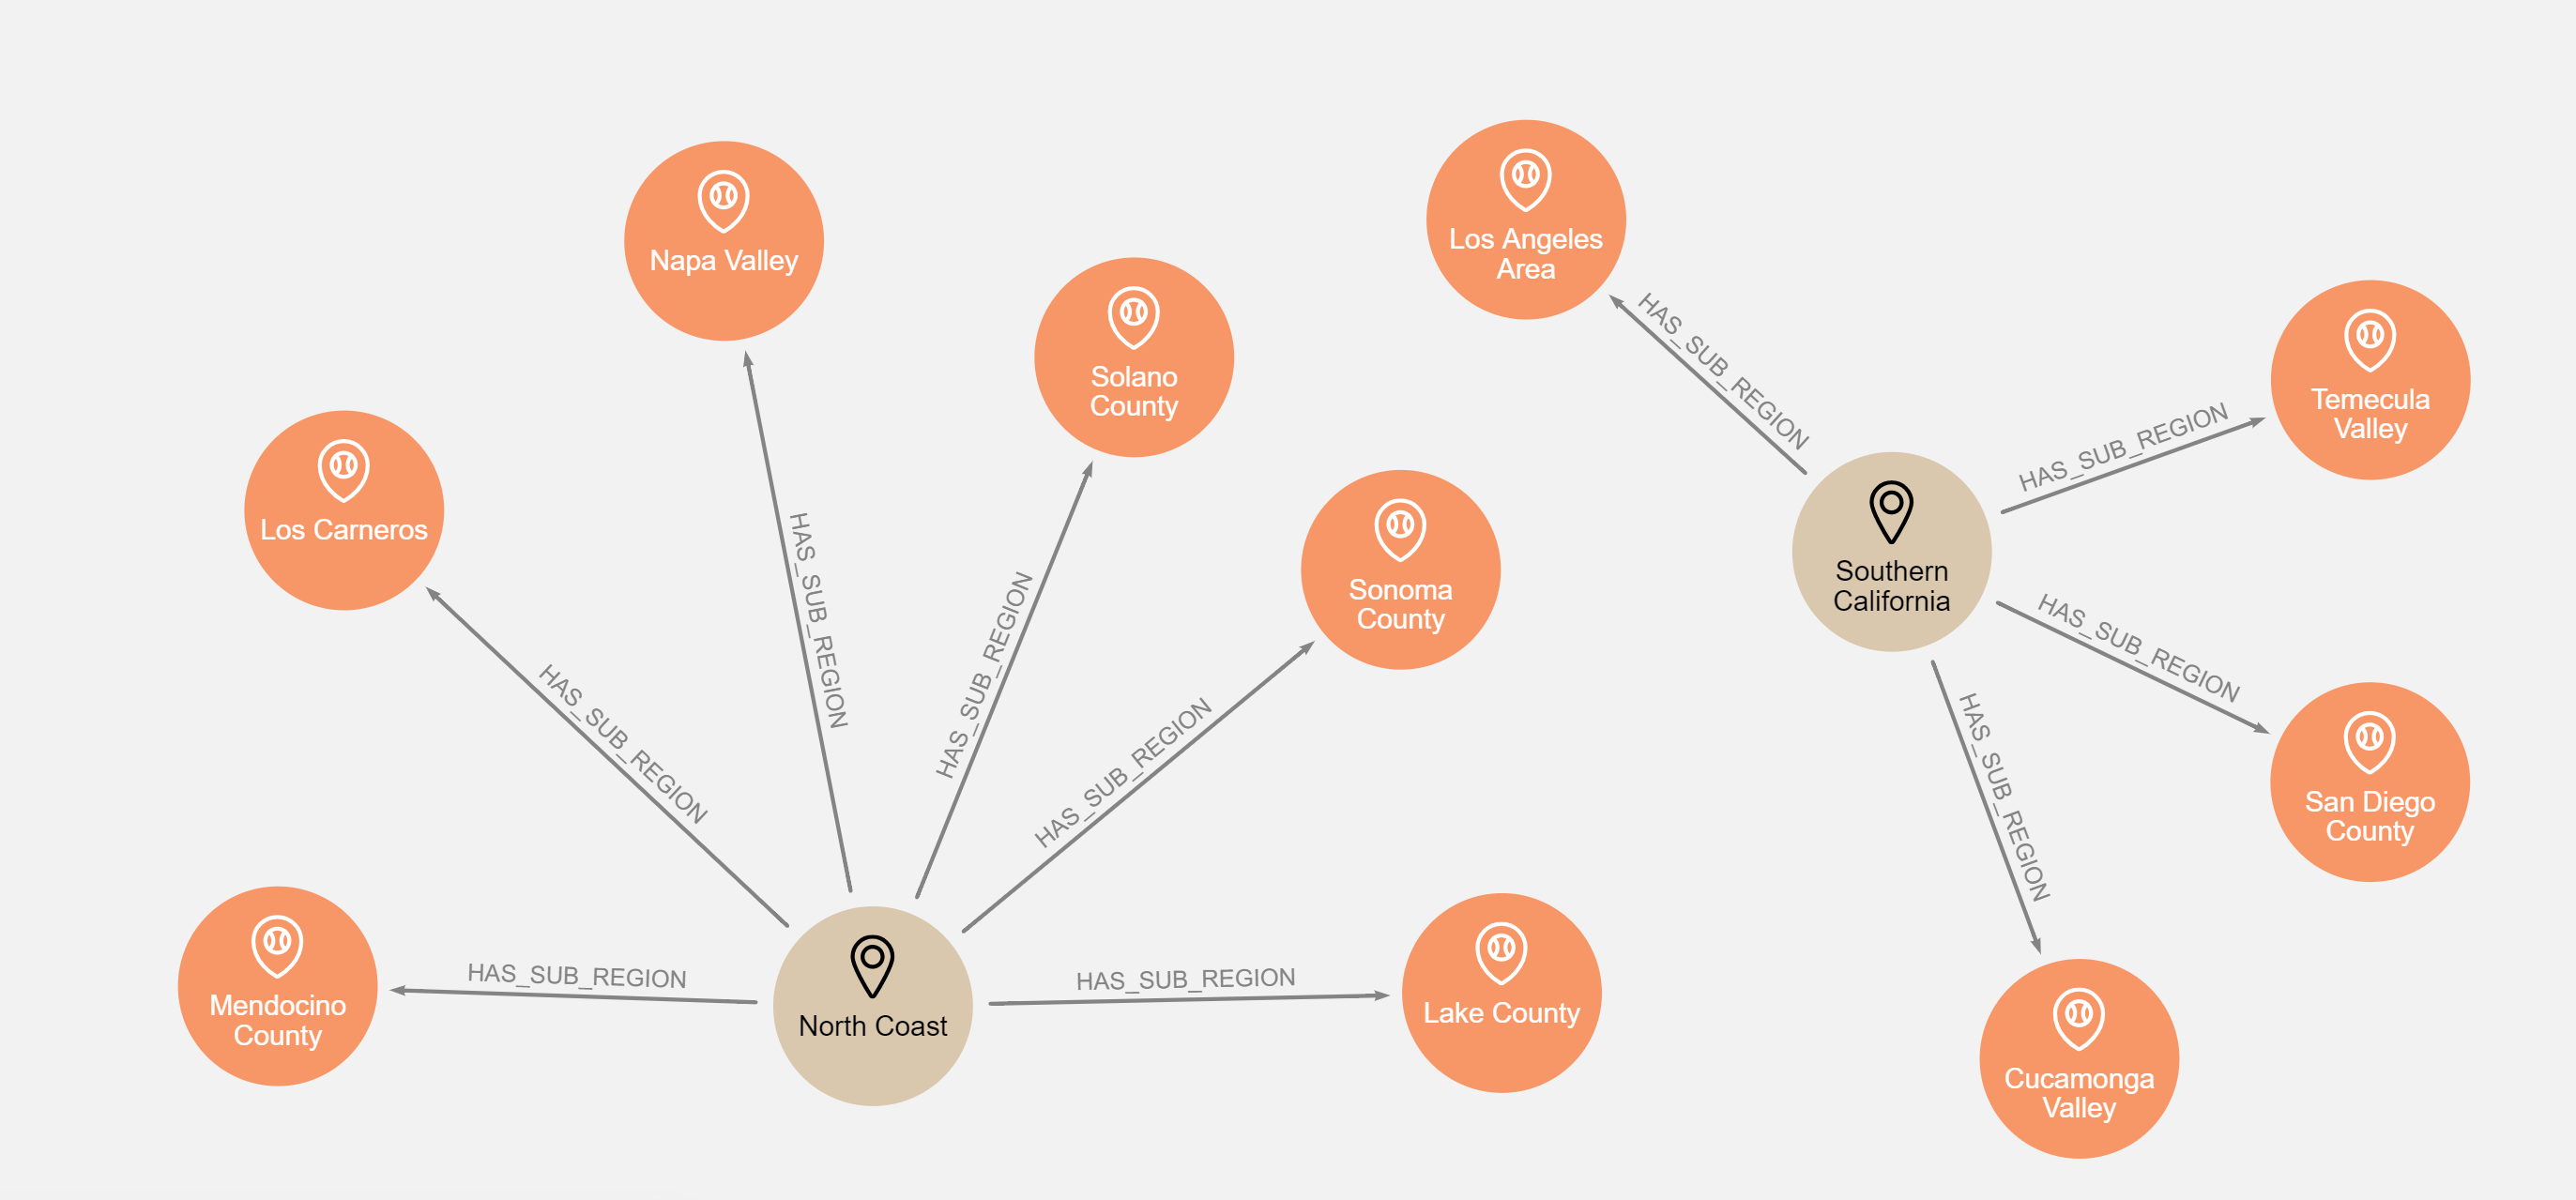 Napa Valley
Los Angeles
Area
Solano
County
Temecula
Valley
Los Carneros
Sonoma
County
Southern
California
San Diego
County
Mendocino
County
North Coast
Lake County
Cucamonga
Valley
HAS_SUB_REGION
HAS_SUB_REGION
HAS_SUB_REGION
HAS_SUB_REGION
HAS_SUB_REGION
HAS_SUB_REGION
HAS_SUB_REGION
HAS_SUB_REGION
HAS_SUB_REGION
HAS_SUB_REGION